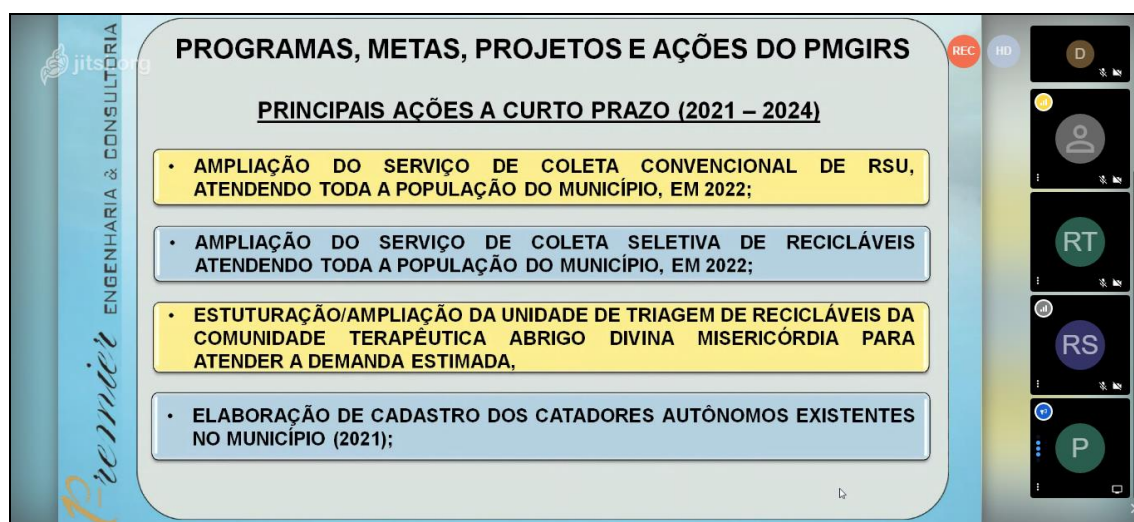 PROGRAMAS, METAS, PROJETOS E AÇÕES DO PMGIRS
PRINCIPAIS AÇÕES A CURTO PRAZO (2021 – 2024)
• AMPLIAÇÃO DO SERVIÇO DE COLETA CONVENCIONAL DE RSU,
ATENDENDO TODA A POPULAÇÃO DO MUNICÍPIO, EM 2022;
• AMPLIAÇÃO DO SERVIÇO DE COLETA SELETIVA DE RECICLÁVEIS
ATENDENDO TODA A POPULAÇÃO DO MUNICÍPIO, EM 2022;
• ESTUTURAÇÃO/AMPLIAÇÃO DA UNIDADE DE TRIAGEM DE RECICLÁVEIS DA
COMUNIDADE TERAPÊUTICA ABRIGO DIVINA MISERICÓRDIA PARA
ATENDER A DEMANDA ESTIMADA,
• ELABORAÇÃO DE CADASTRO DOS CATADORES AUTÔNOMOS EXISTENTES
NO MUNICÍPIO (2021);
Premier ENGENHARIA & CONSULTORIA
jitsi.org
REC
HD
D
RT
RS
P